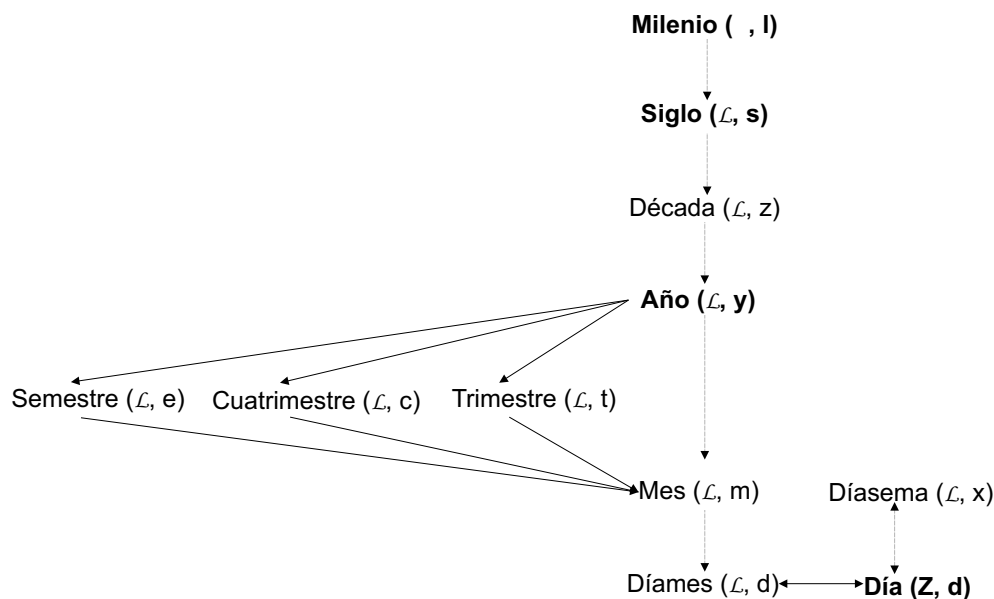 Milenio ( , l)
Siglo (ℒ, s)
Década (ℒ, z)
Año (ℒ, y)
Semestre (ℒ, e) Cuatrimestre (ℒ, c) Trimestre (ℒ, t)
Mes (ℒ, m) Díasema (ℒ, x)
Díames (ℒ, d) Día (Z, d)